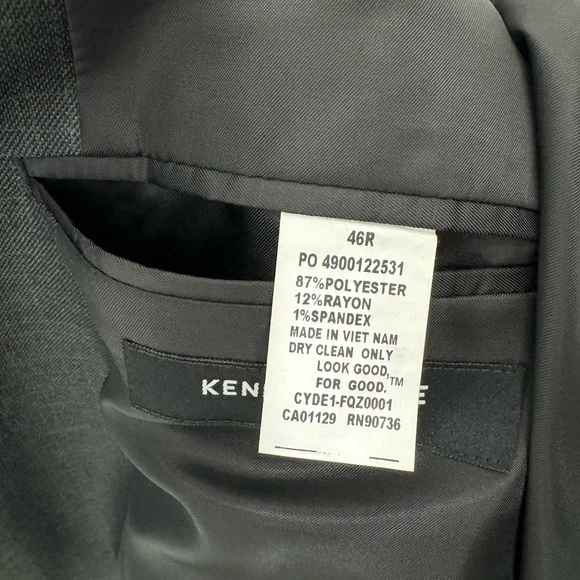 46R
PO 4900122531
87%POLYESTER
12%RAYON
1%SPANDEX
MADE IN VIET NAM
DRY CLEAN ONLY
LOOK GOOD.
FOR GOOD.™
CYDE1-FQZ0001
CA01129 RN90736